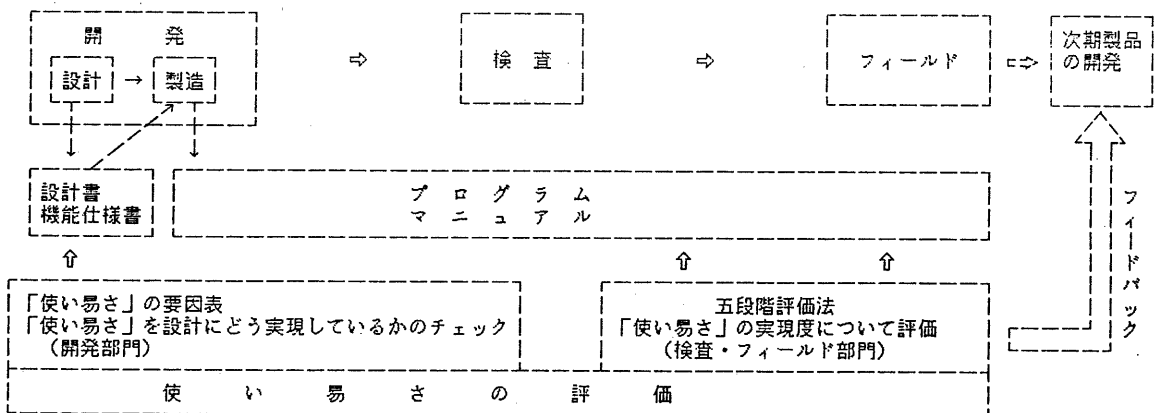 開発
設計 → 製造
⇨
検査
⇨
フィールド
⇨
次期製品
の開発
設計書
機能仕様書
プログラム
マニュアル
フィードバック
「使い易さ」の要因表
「使い易さ」を設計にどう実現しているかのチェック
（開発部門）
五段階評価法
「使い易さ」の実現度について評価
（検査・フィールド部門）
使い易さの評価